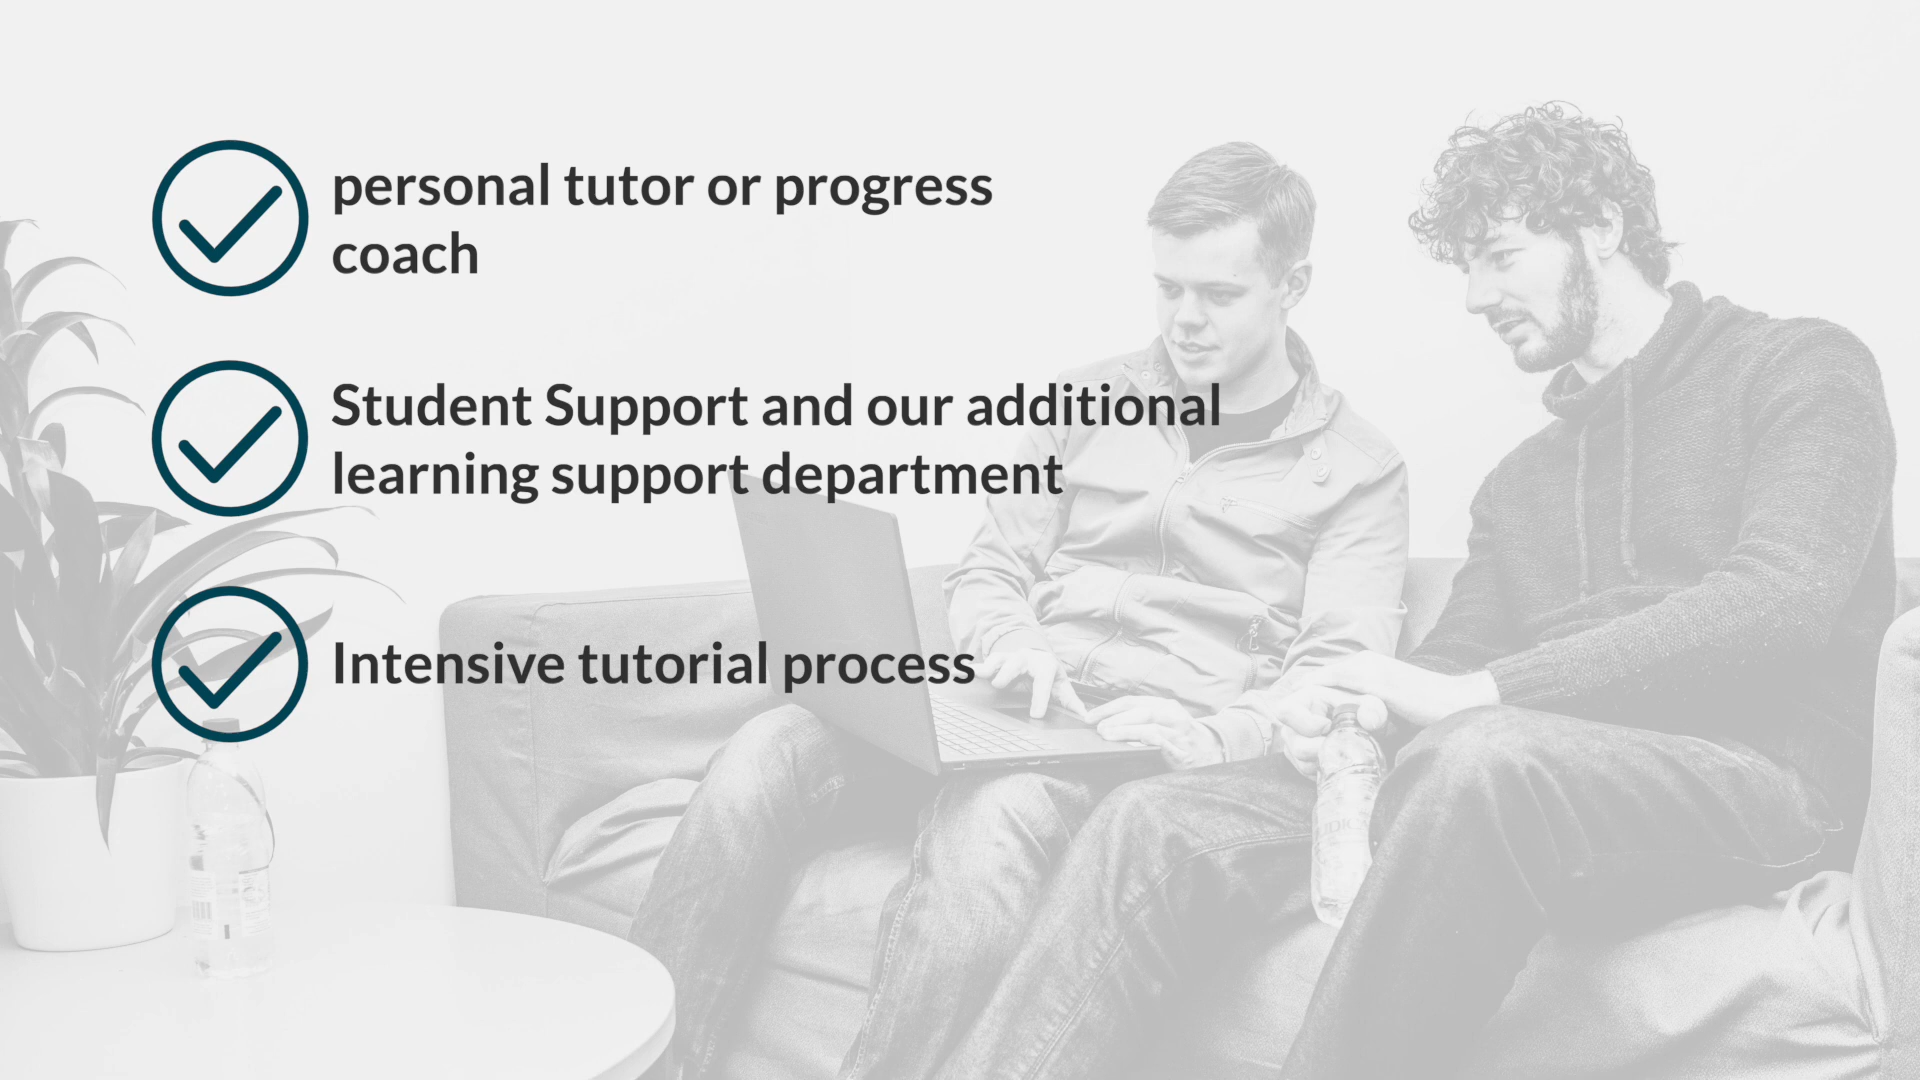 personal tutor or progress
coach
Student Support and our additional
learning support department
Intensive tutorial process